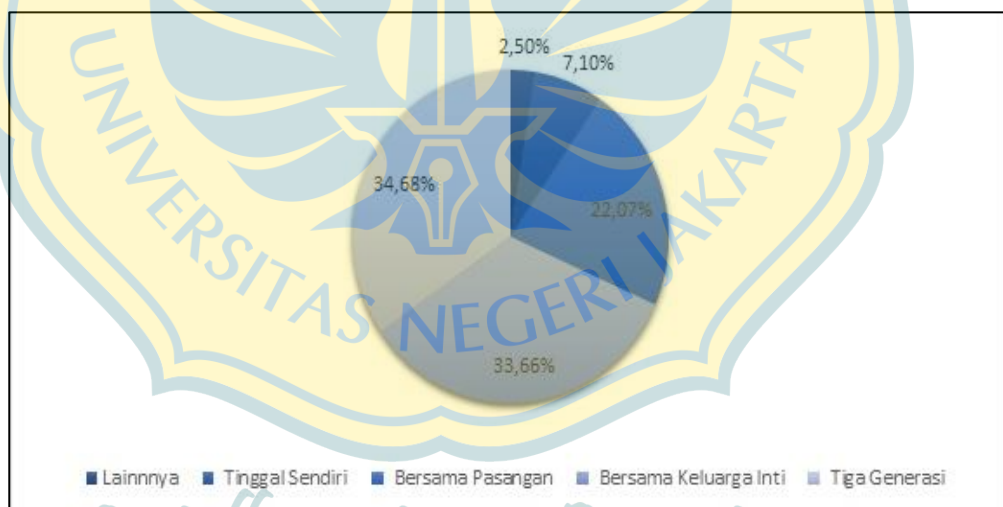 2,50%
7,10%
34,68%
22,07%
33,66%
UNIVERSITAS NEGERI JAKARTA
Lainnnya Tinggal Sendiri Bersama Pasangan Bersama Keluarga Inti Tiga Generasi